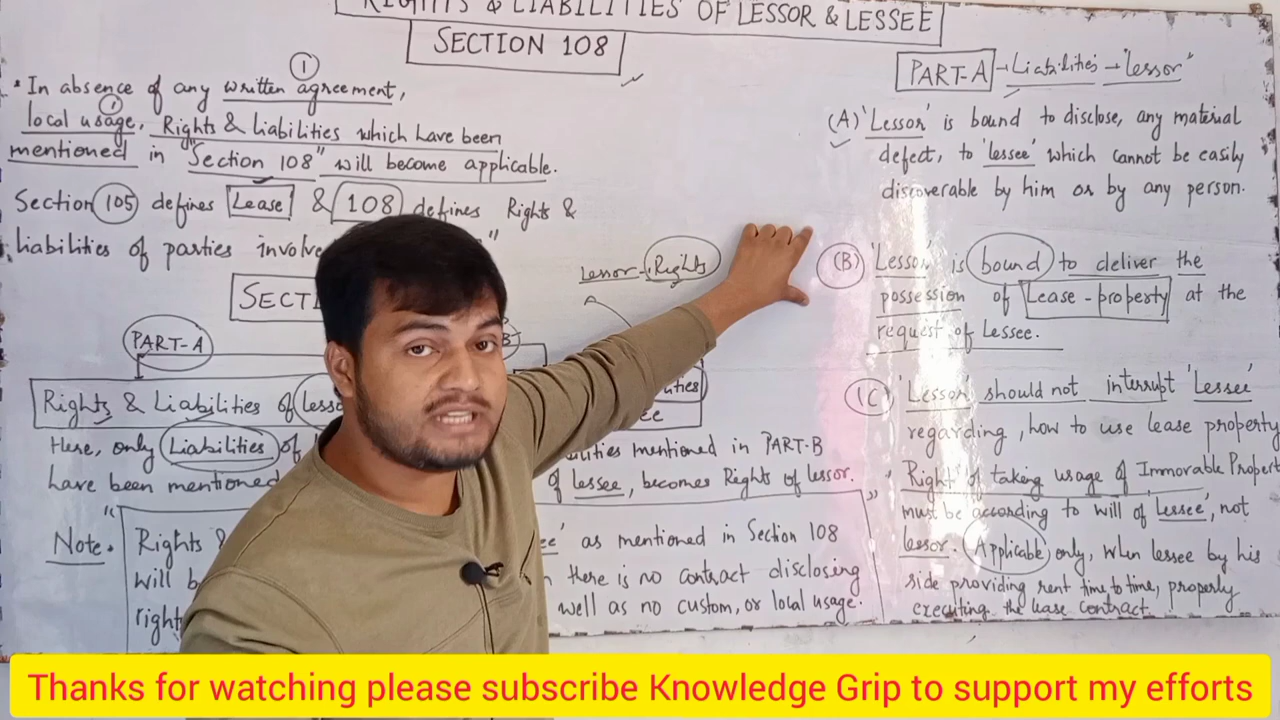 RIGHTS & LIABILITIES OF LESSOR & LESSEE
SECTION 108
• In absence of any written agreement,
①
local usage, Rights & Liabilities which have been
①
mentioned in "Section 108" will become applicable.
Section 105 defines Lease & 108 defines Rights &
liabilities of parties
PART-A
Rights & Liabilities of
Here, only Liabilities of
have been mentioned
Lessor - Rights
mentioned in PART-B
of lessee, becomes Rights of lessor.
Note • " Rights &
as mentioned in Section 108
there is no contract disclosing
well as no custom, or local usage. "
PART-A - Liabilities - "lessor"
(A) 'Lessor' is bound to disclose, any material
defect, to 'lessee' which cannot be easily
discoverable by him or by any person.
(B) 'Lessor' is bound to deliver the
possession of Lease-property at the
request of Lessee.
(C) 'Lessor' should not interrupt 'Lessee'
regarding, how to use lease property
Right of taking usage of Immovable Property
must be according to will of 'Lessee', not
lessor. (Applicable) only, when lessee by his
side providing rent time to time, properly
executing the lease contract
Thanks for watching please subscribe Knowledge Grip to support my efforts